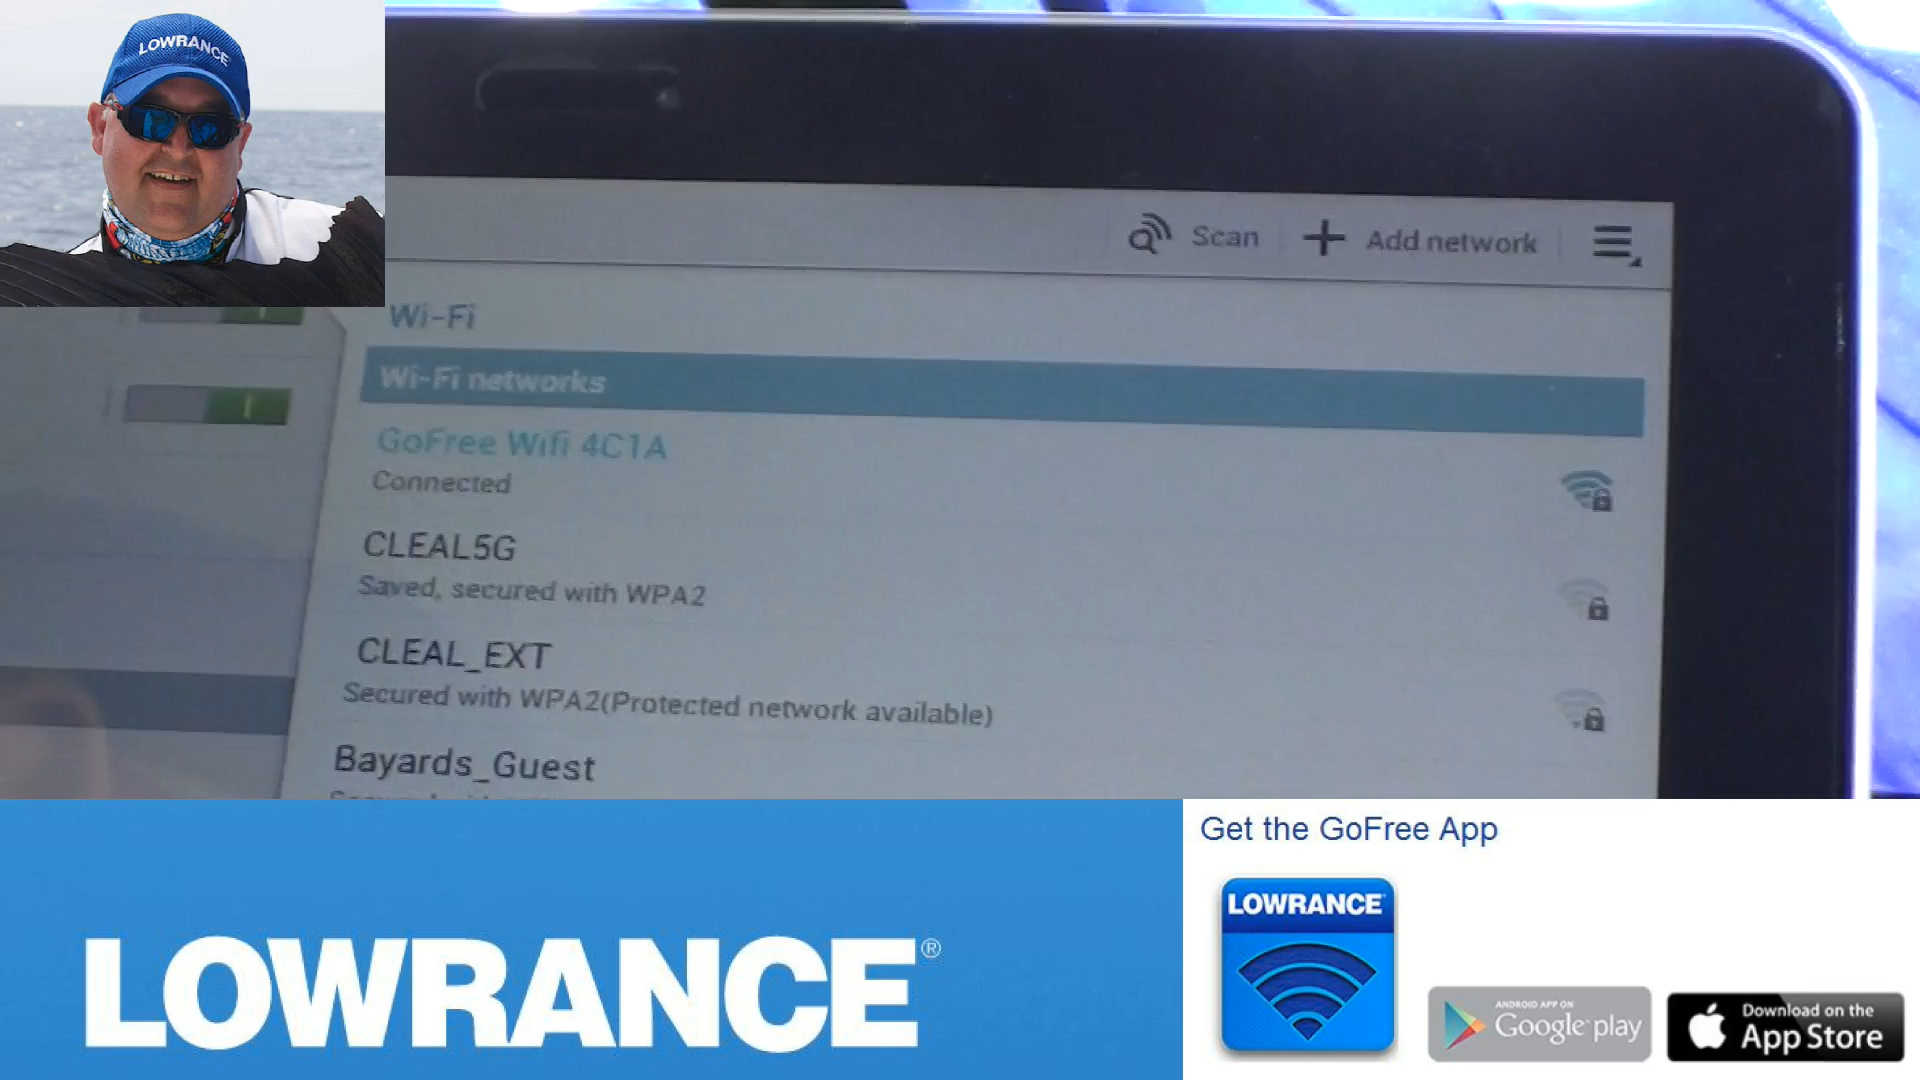 LOWRANCE
Scan
Add network
Wi-Fi
Wi-Fi networks
GoFree Wifi 4C1A
Connected
CLEAL5G
Saved, secured with WPA2
CLEAL_EXT
Secured with WPA2(Protected network available)
Bayards_Guest
LOWRANCE®
Get the GoFree App
LOWRANCE
ANDROID APP ON
Google play
Download on the
App Store